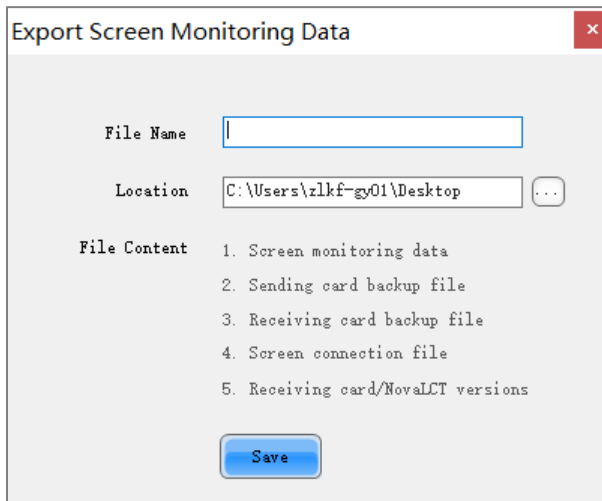 Export Screen Monitoring Data
File Name
Location C:\Users\zlkf-gy01\Desktop ...
File Content 1. Screen monitoring data
2. Sending card backup file
3. Receiving card backup file
4. Screen connection file
5. Receiving card/NovaLCT versions
Save